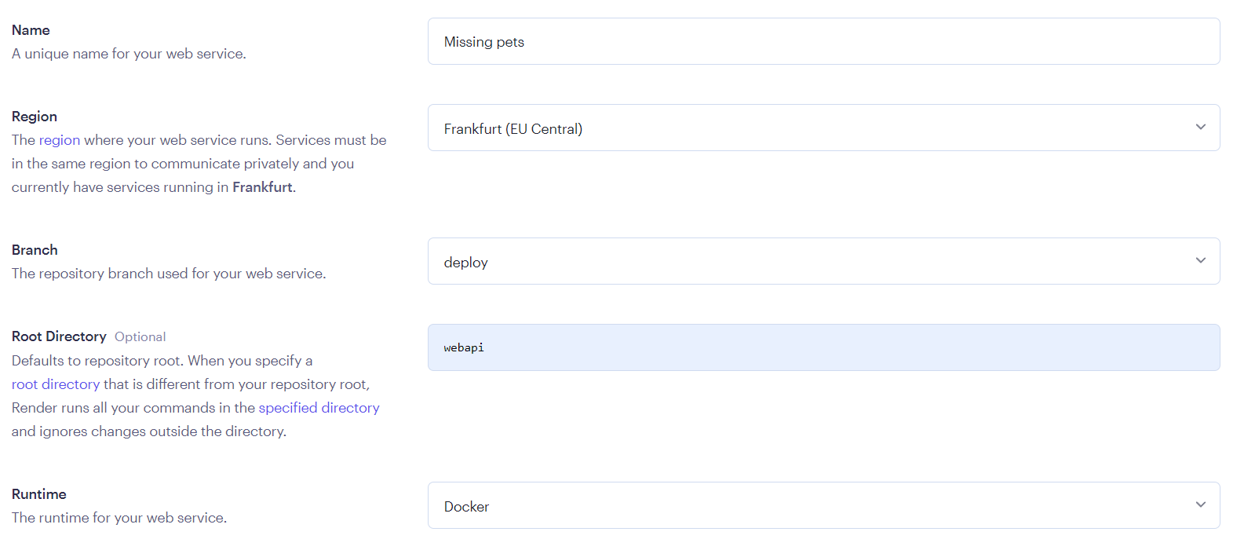 Name
A unique name for your web service.
Missing pets
Region
The region where your web service runs. Services must be
in the same region to communicate privately and you
currently have services running in Frankfurt.
Frankfurt (EU Central)
Branch
The repository branch used for your web service.
deploy
Root Directory Optional
Defaults to repository root. When you specify a
root directory that is different from your repository root,
Render runs all your commands in the specified directory
and ignores changes outside the directory.
webapi
Runtime
The runtime for your web service.
Docker